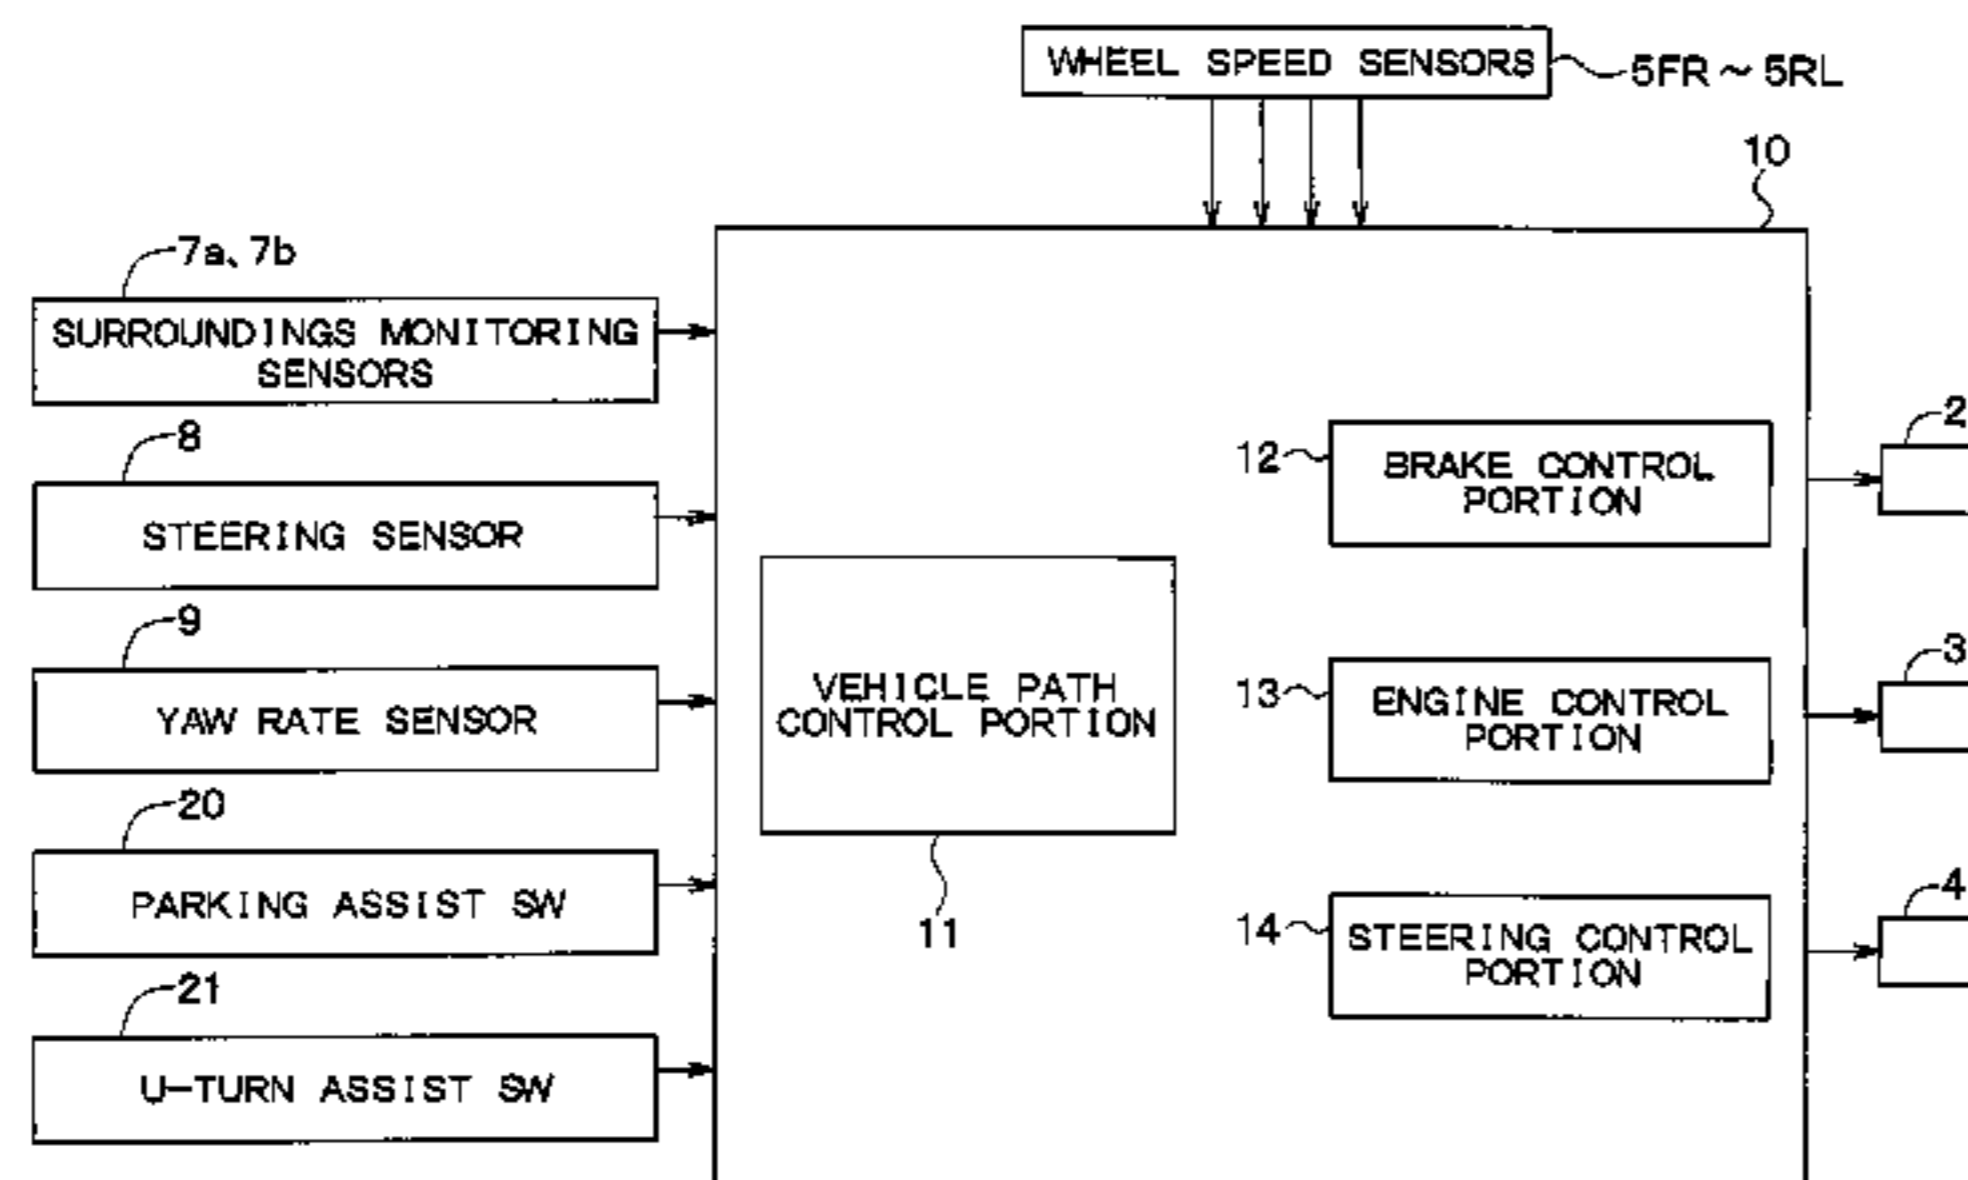 WHEEL SPEED SENSORS
5FR ~ 5RL
10
7a、7b
SURROUNDINGS MONITORING
SENSORS
8
STEERING SENSOR
9
YAW RATE SENSOR
20
PARKING ASSIST SW
21
U-TURN ASSIST SW
VEHICLE PATH
CONTROL PORTION
11
12
BRAKE CONTROL
PORTION
13
ENGINE CONTROL
PORTION
14
STEERING CONTROL
PORTION
2
3
4